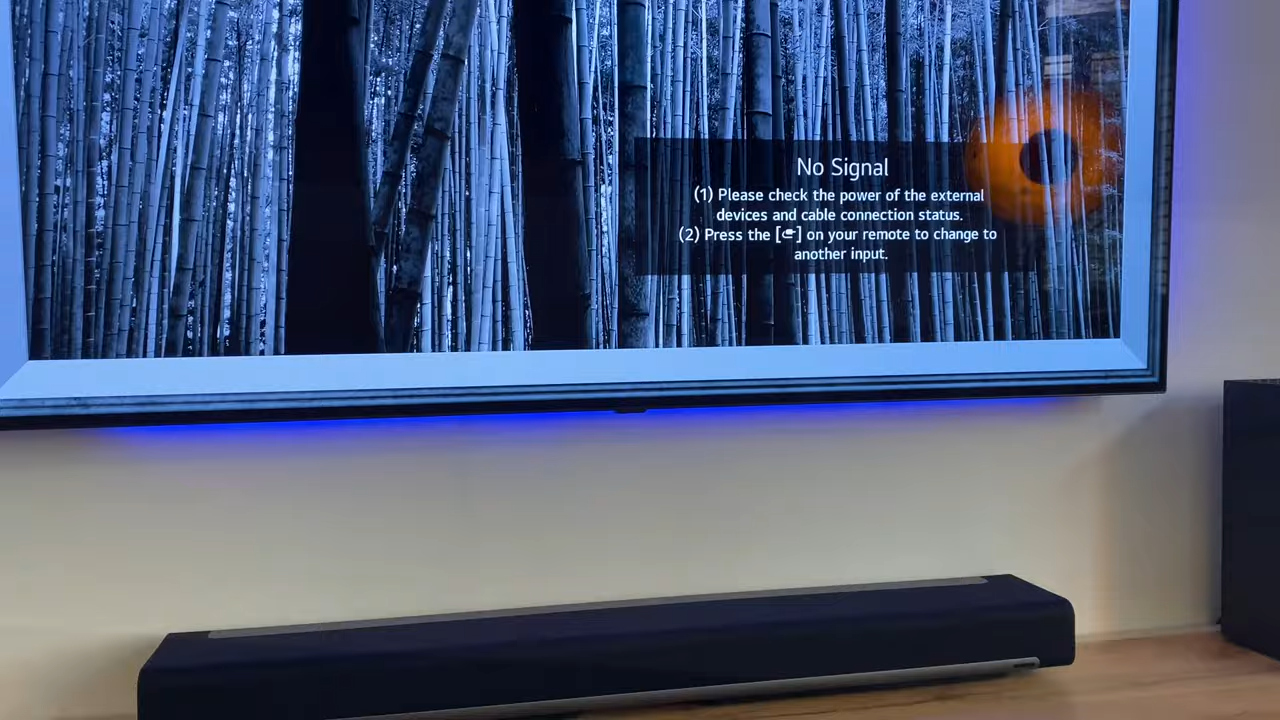 No Signal
(1) Please check the power of the external
devices and cable connection status.
(2) Press the [ ] on your remote to change to
another input.